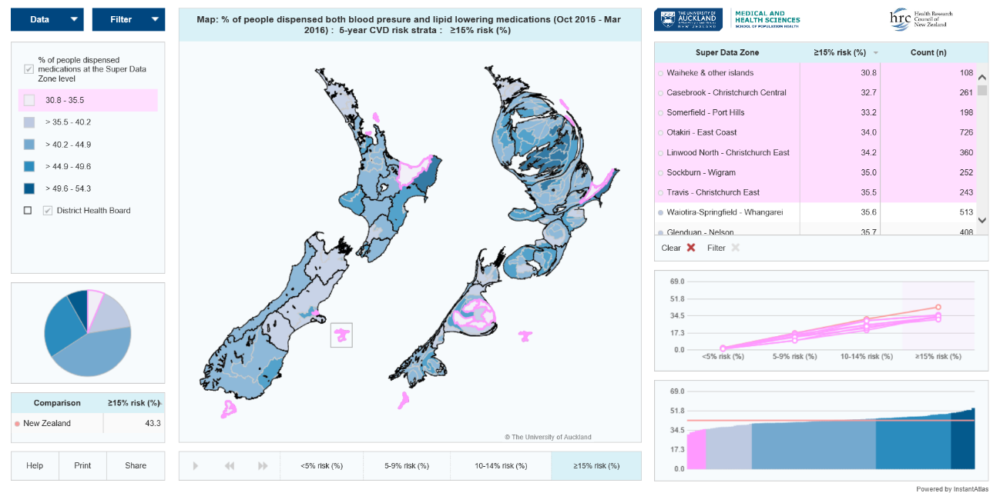 Data
Filter
% of people dispensed
medications at the Super Data
Zone level
30.8 - 35.5
> 35.5 - 40.2
> 40.2 - 44.9
> 44.9 - 49.6
> 49.6 - 54.3
District Health Board
Comparison ≥15% risk (%)
New Zealand 43.3
Help Print Share
Map: % of people dispensed both blood presure and lipid lowering medications (Oct 2015 - Mar
2016) : 5-year CVD risk strata : ≥15% risk (%)
© The University of Auckland
<5% risk (%) 5-9% risk (%) 10-14% risk (%) ≥15% risk (%)
THE UNIVERSITY OF
AUCKLAND
NEW ZEALAND
MEDICAL AND
HEALTH SCIENCES
SCHOOL OF POPULATION HEALTH
hrc
Health Research
Council of
New Zealand
Super Data Zone ≥15% risk (%) Count (n)
Waiheke & other islands 30.8 108
Casebrook - Christchurch Central 32.7 261
Somerfield - Port Hills 33.2 198
Otakiri - East Coast 34.0 726
Linwood North - Christchurch East 34.2 360
Sockburn - Wigram 35.0 252
Travis - Christchurch East 35.5 243
Waiotira-Springfield - Whangarei 35.6 513
Glenduan - Nelson 35.7 408
Clear Filter
69.0
51.8
34.5
17.3
0.0
<5% risk (%) 5-9% risk (%) 10-14% risk (%) ≥15% risk (%)
69.0
51.8
34.5
17.3
0.0
Powered by InstantAtlas